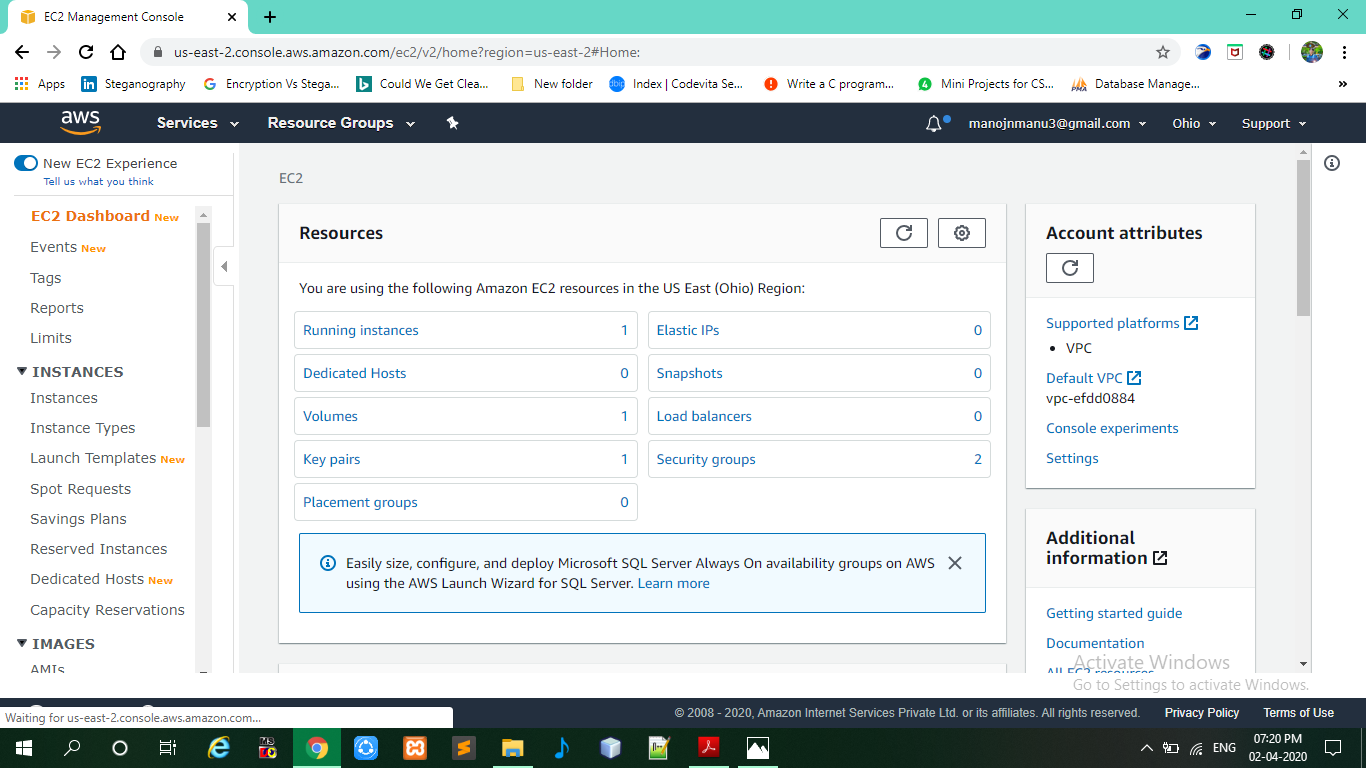 EC2 Management Console
us-east-2.console.aws.amazon.com/ec2/v2/home?region=us-east-2#Home:
Apps Steganography Encryption Vs Stega... Could We Get Clea... New folder Index | Codevita Se... Write a C program... Mini Projects for CS... Database Manage... »
aws Services Resource Groups manojnmanu3@gmail.com Ohio Support
New EC2 Experience
Tell us what you think
EC2 Dashboard New
Events New
Tags
Reports
Limits
INSTANCES
Instances
Instance Types
Launch Templates New
Spot Requests
Savings Plans
Reserved Instances
Dedicated Hosts New
Capacity Reservations
IMAGES
AMIs
EC2
Resources
You are using the following Amazon EC2 resources in the US East (Ohio) Region:
Running instances 1 Elastic IPs 0
Dedicated Hosts 0 Snapshots 0
Volumes 1 Load balancers 0
Key pairs 1 Security groups 2
Placement groups 0
Easily size, configure, and deploy Microsoft SQL Server Always On availability groups on AWS
using the AWS Launch Wizard for SQL Server. Learn more
Account attributes
Supported platforms
• VPC
Default VPC
vpc-efdd0884
Console experiments
Settings
Additional
information
Getting started guide
Documentation
All EC2 resources
Activate Windows
Go to Settings to activate Windows.
Waiting for us-east-2.console.aws.amazon.com...
© 2008 - 2020, Amazon Internet Services Private Ltd. or its affiliates. All rights reserved. Privacy Policy Terms of Use
ENG
07:20 PM
02-04-2020